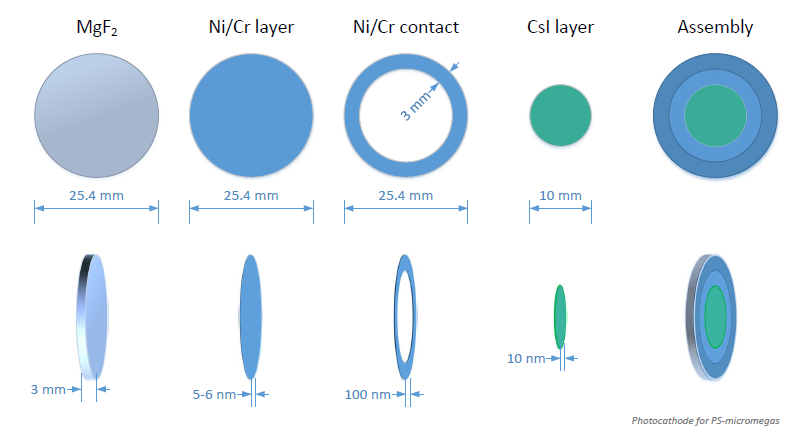 MgF₂
Ni/Cr layer
Ni/Cr contact
CsI layer
Assembly
3 mm
25.4 mm
25.4 mm
25.4 mm
10 mm
3 mm
5-6 nm
100 nm
10 nm
Photocathode for PS-micromegas